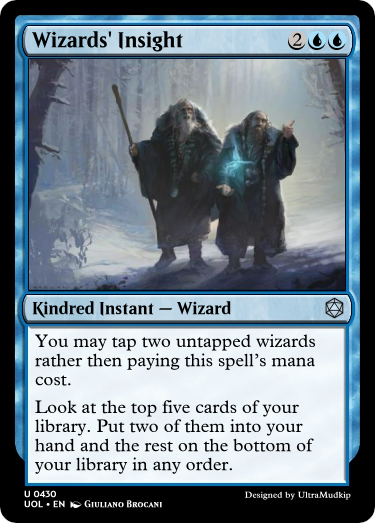 Wizards' Insight 2
Kindred Instant — Wizard
You may tap two untapped wizards
rather then paying this spell's mana
cost.
Look at the top five cards of your
library. Put two of them into your
hand and the rest on the bottom of
your library in any order.
U 0430
UOL • EN Giuliano Brocani
Designed by UltraMudkip